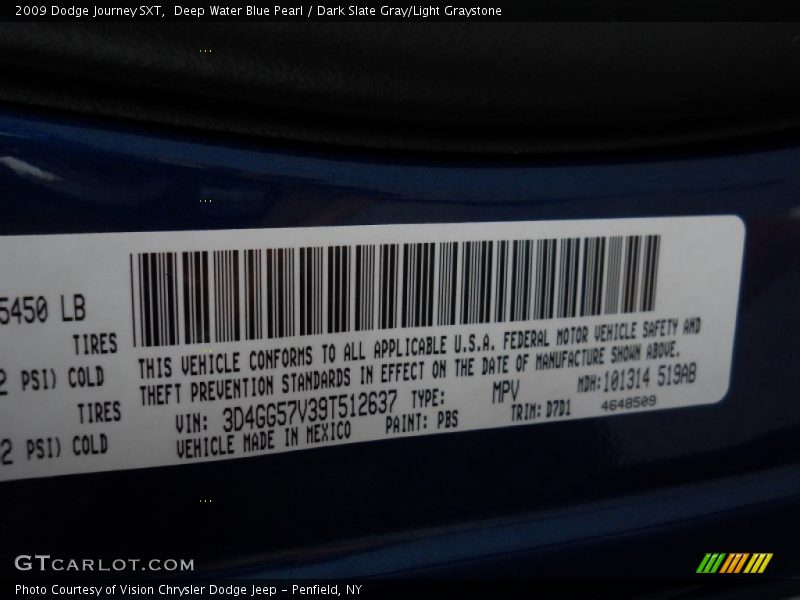 2009 Dodge Journey SXT,  Deep Water Blue Pearl / Dark Slate Gray/Light Graystone
5450 LB
TIRES
2 PSI) COLD
TIRES
2 PSI) COLD
THIS VEHICLE CONFORMS TO ALL APPLICABLE U.S.A. FEDERAL MOTOR VEHICLE SAFETY AND
THEFT PREVENTION STANDARDS IN EFFECT ON THE DATE OF MANUFACTURE SHOWN ABOVE.
VIN: 3D4GG57V39T512637 TYPE: MPV MDH:101314 519AB
VEHICLE MADE IN MEXICO PAINT: PBS TRIM: D7D1 4648509
GTCARLOT.COM
Photo Courtesy of Vision Chrysler Dodge Jeep - Penfield, NY